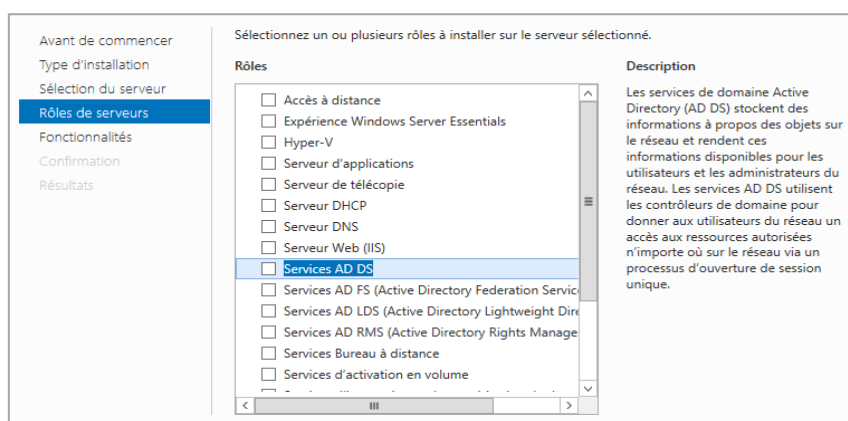 Avant de commencer
Type d'installation
Sélection du serveur
Rôles de serveurs
Fonctionnalités
Confirmation
Résultats
Sélectionnez un ou plusieurs rôles à installer sur le serveur sélectionné.
Rôles
Accès à distance
Expérience Windows Server Essentials
Hyper-V
Serveur d'applications
Serveur de télécopie
Serveur DHCP
Serveur DNS
Serveur Web (IIS)
Services AD DS
Services AD FS (Active Directory Federation Servic
Services AD LDS (Active Directory Lightweight Dire
Services AD RMS (Active Directory Rights Manage
Services Bureau à distance
Services d'activation en volume
Description
Les services de domaine Active
Directory (AD DS) stockent des
informations à propos des objets sur
le réseau et rendent ces
informations disponibles pour les
utilisateurs et les administrateurs du
réseau. Les services AD DS utilisent
les contrôleurs de domaine pour
donner aux utilisateurs du réseau un
accès aux ressources autorisées
n'importe où sur le réseau via un
processus d'ouverture de session
unique.